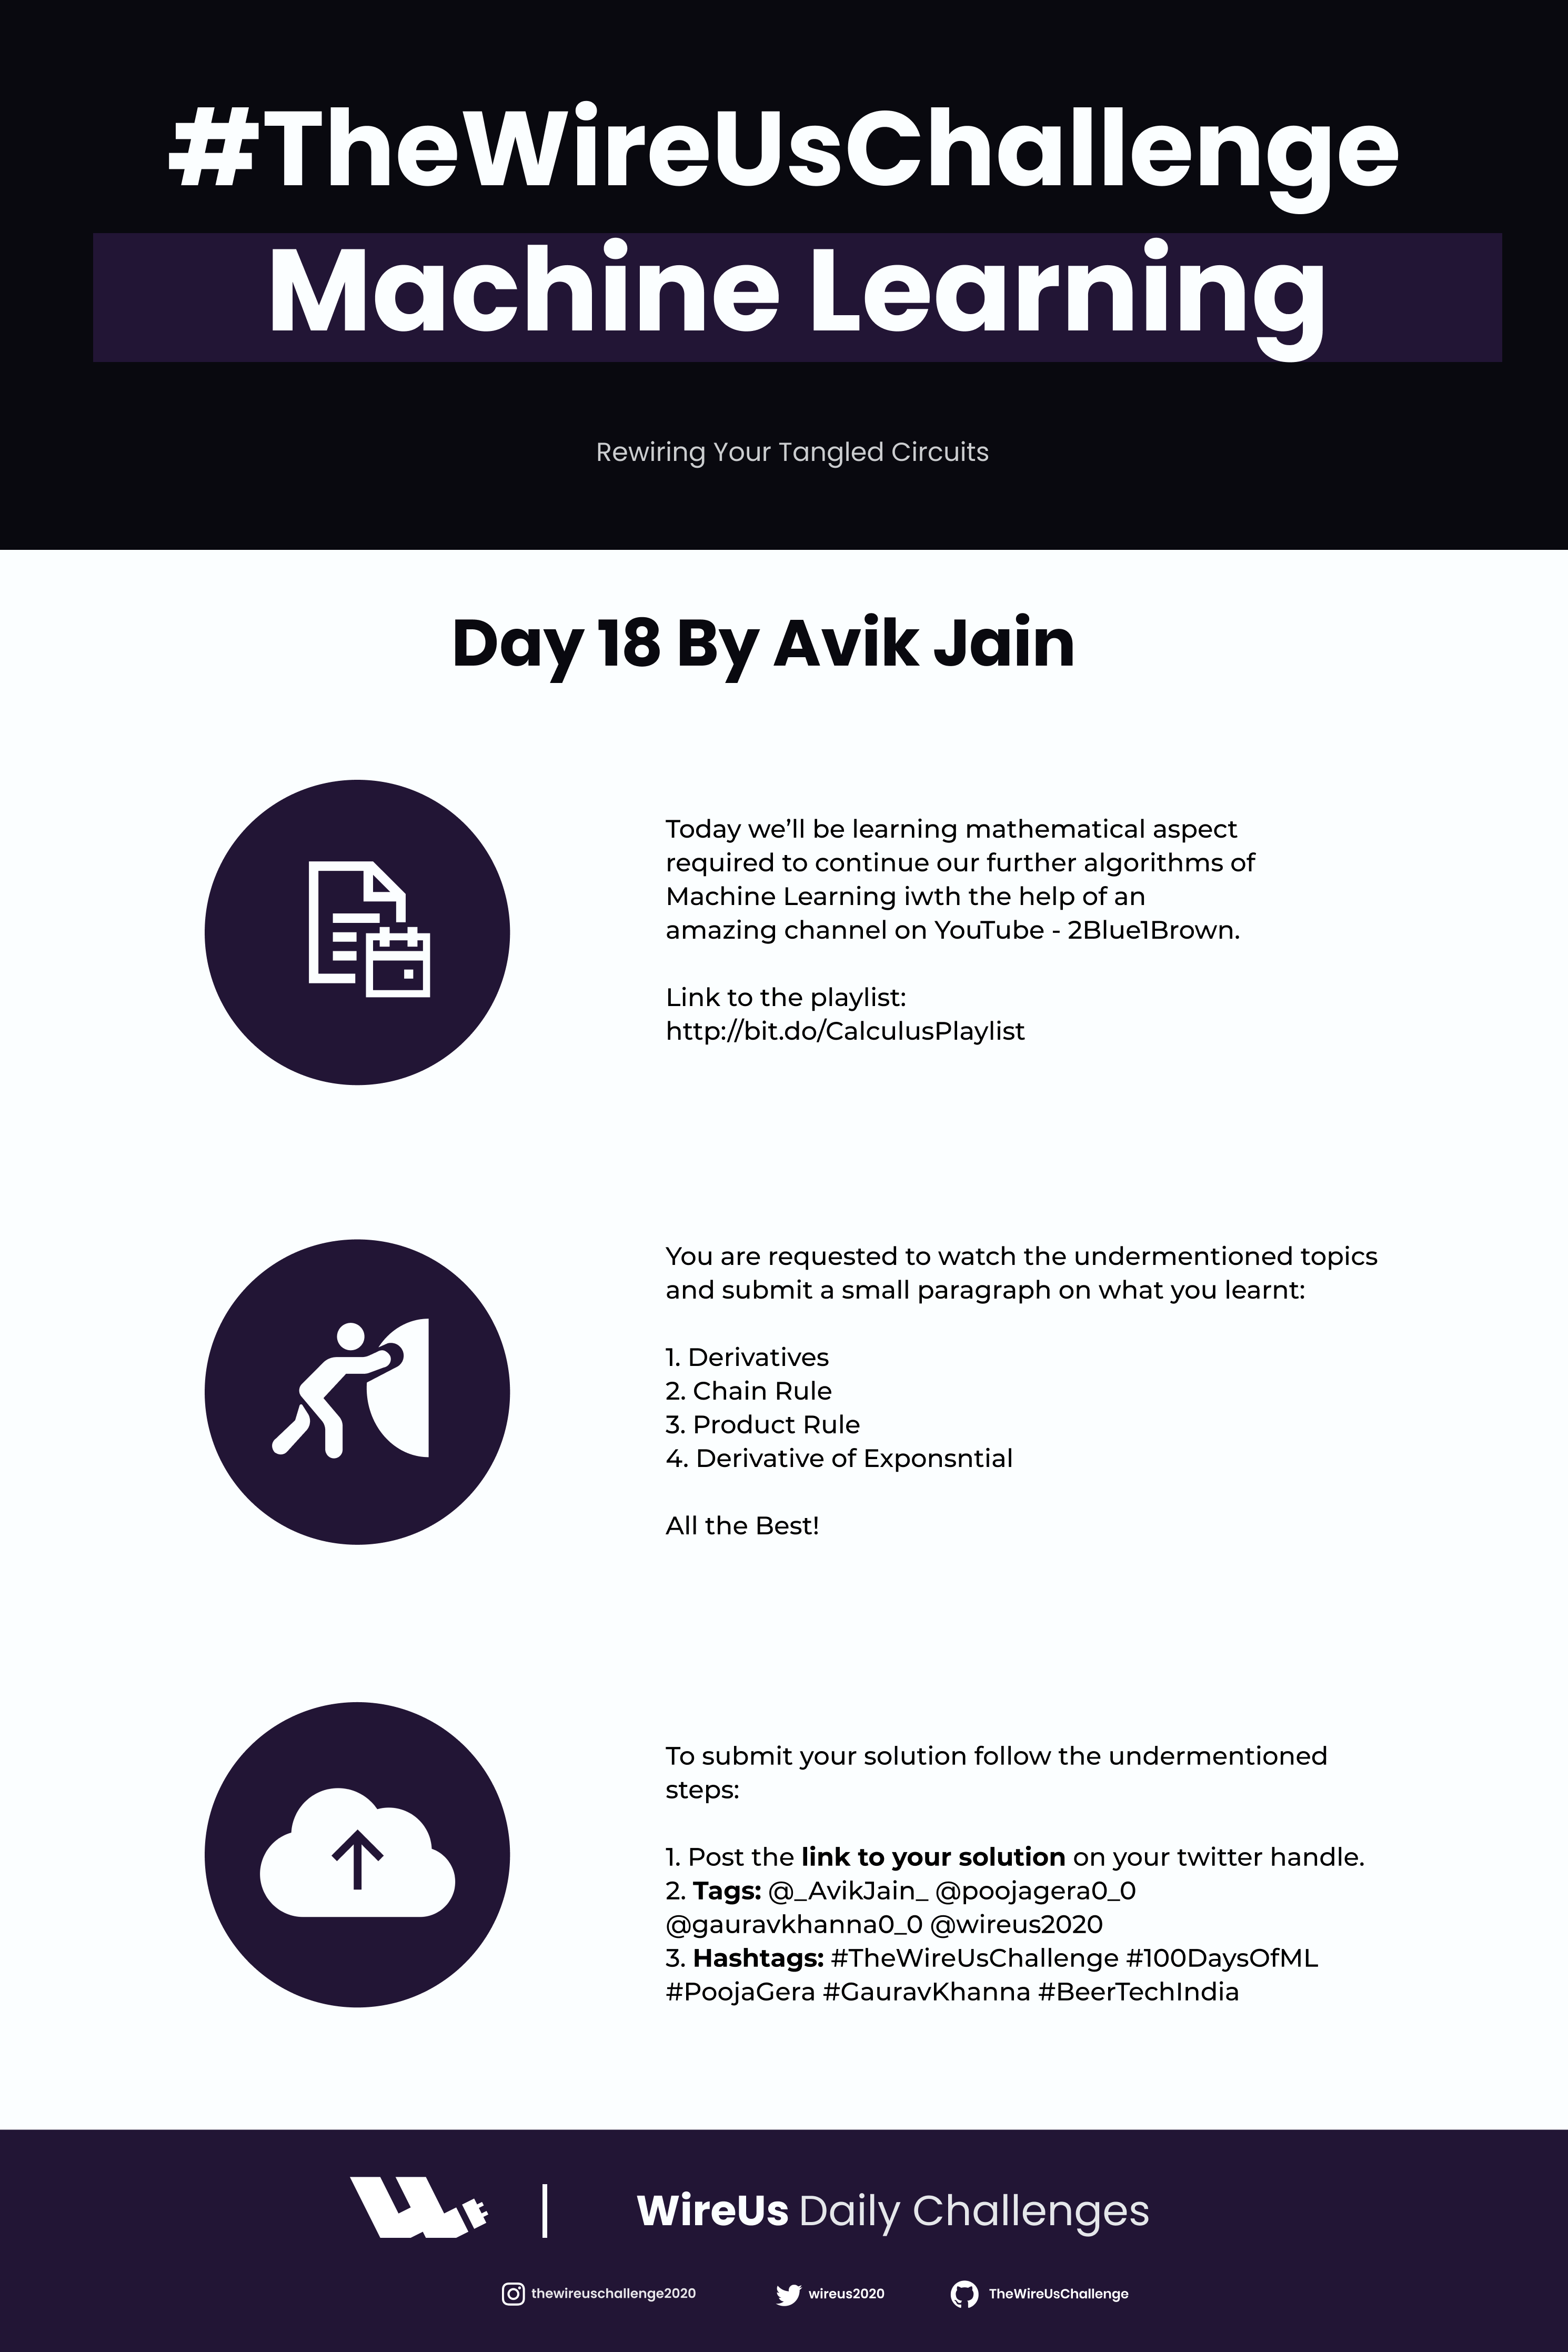 #TheWireUsChallenge
Machine Learning
Rewiring Your Tangled Circuits
Day 18 By Avik Jain
Today we’ll be learning mathematical aspect
required to continue our further algorithms of
Machine Learning iwth the help of an
amazing channel on YouTube - 2Blue1Brown.
Link to the playlist:
http://bit.do/CalculusPlaylist
You are requested to watch the undermentioned topics
and submit a small paragraph on what you learnt:
1. Derivatives
2. Chain Rule
3. Product Rule
4. Derivative of Exponsntial
All the Best!
To submit your solution follow the undermentioned
steps:
1. Post the link to your solution on your twitter handle.
2. Tags: @_AvikJain_ @poojagera0_0
@gauravkhanna0_0 @wireus2020
3. Hashtags: #TheWireUsChallenge #100DaysOfML
#PoojaGera #GauravKhanna #BeerTechIndia
WireUs Daily Challenges
thewireuschallenge2020 wireus2020 TheWireUsChallenge